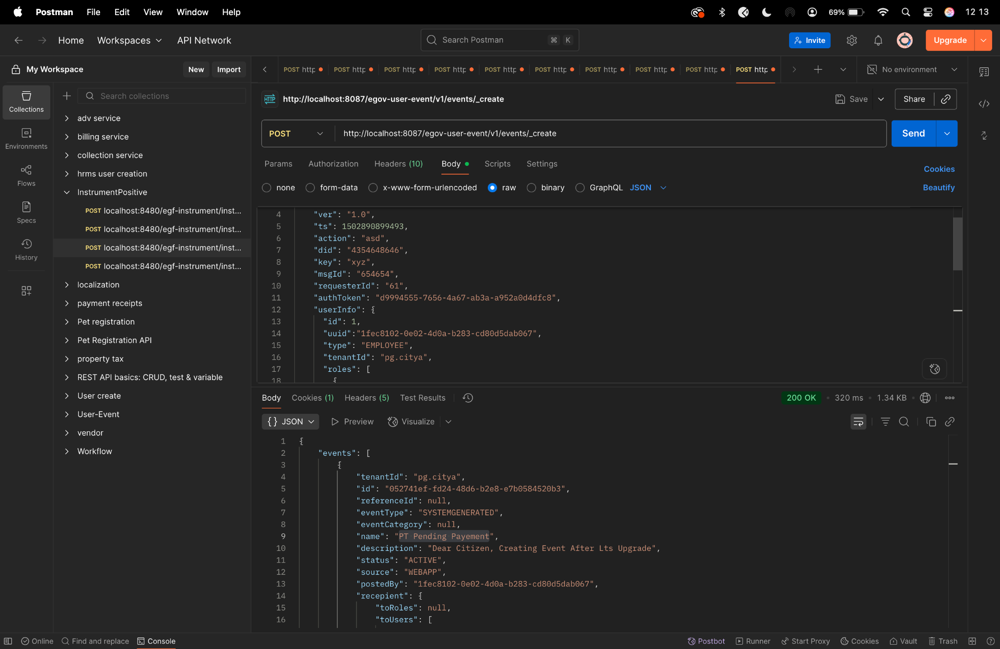 Postman File Edit View Window Help 69% 12 13
Home Workspaces API Network Search Postman ⌘ K Invite Upgrade
My Workspace New Import
POST http POST http POST http POST http POST http POST http POST http POST http POST http POST http No environment
Collections
Environments
Flows
Specs
History
Search collections
adv service
billing service
collection service
hrms user creation
InstrumentPositive
POST localhost:8480/egf-instrument/inst...
POST localhost:8480/egf-instrument/inst...
POST localhost:8480/egf-instrument/inst...
POST localhost:8480/egf-instrument/inst...
localization
payment receipts
Pet registration
Pet Registration API
property tax
REST API basics: CRUD, test & variable
User create
User-Event
vendor
Workflow
HTTP http://localhost:8087/egov-user-event/v1/events/_create Save Share
POST http://localhost:8087/egov-user-event/v1/events/_create Send
Params Authorization Headers (10) Body Scripts Settings Cookies
none form-data x-www-form-urlencoded raw binary GraphQL JSON Beautify
4 "ver": "1.0",
5 "ts": 1502890899493,
6 "action": "asd",
7 "did": "4354648646",
8 "key": "xyz",
9 "msgId": "654654",
10 "requesterId": "61",
11 "authToken": "d9994555-7656-4a67-ab3a-a952a0d4dfc8",
12 "userInfo": {
13 "id": 1,
14 "uuid":"1fec8102-0e02-4d0a-b283-cd80d5dab067",
15 "type": "EMPLOYEE",
16 "tenantId": "pg.citya",
17 "roles": [
18 {
Body Cookies (1) Headers (5) Test Results 200 OK • 320 ms • 1.34 KB •
{} JSON Preview Visualize
1 {
2 "events": [
3 {
4 "tenantId": "pg.citya",
5 "id": "052741ef-fd24-48d6-b2e8-e7b0584520b3",
6 "referenceId": null,
7 "eventType": "SYSTEMGENERATED",
8 "eventCategory": null,
9 "name": "PT Pending Payement",
10 "description": "Dear Citizen, Creating Event After Lts Upgrade",
11 "status": "ACTIVE",
12 "source": "WEBAPP",
13 "postedBy": "1fec8102-0e02-4d0a-b283-cd80d5dab067",
14 "recepient": {
15 "toRoles": null,
16 "toUsers": [
Online Find and replace Console Postbot Runner Start Proxy Cookies Vault Trash